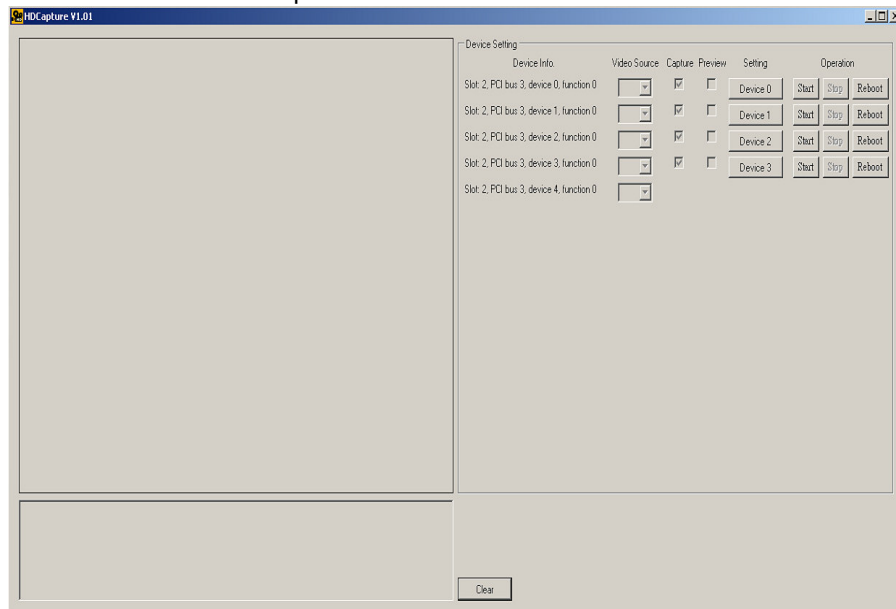 HDCapture V1.01
Device Setting
Device Info. Video Source Capture Preview Setting Operation
Slot: 2, PCI bus 3, device 0, function 0 Device 0 Start Stop Reboot
Slot: 2, PCI bus 3, device 1, function 0 Device 1 Start Stop Reboot
Slot: 2, PCI bus 3, device 2, function 0 Device 2 Start Stop Reboot
Slot: 2, PCI bus 3, device 3, function 0 Device 3 Start Stop Reboot
Slot: 2, PCI bus 3, device 4, function 0
Clear